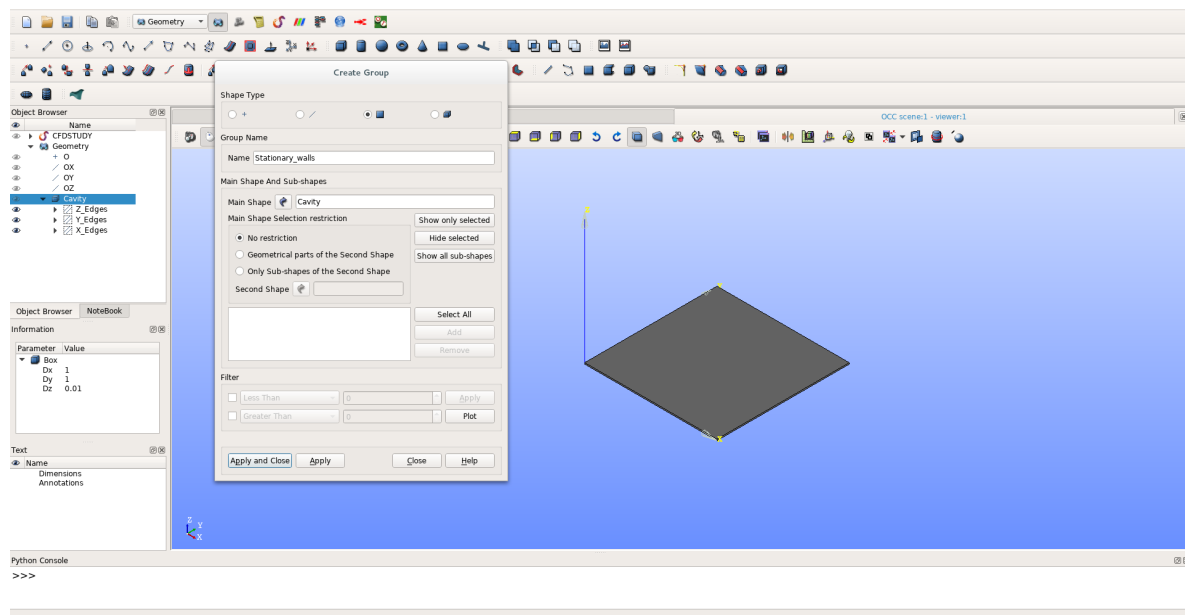 Geometry
Create Group
Object Browser
Shape Type
Name
OCC scene:1 - viewer:1
CFDSTUDY
Geometry
Group Name
O
Name Stationary_walls
OX
OY
Main Shape And Sub-shapes
OZ
Cavity
Main Shape Cavity
Z_Edges
Main Shape Selection restriction
Show only selected
Y_Edges
X_Edges
No restriction
Hide selected
Geometrical parts of the Second Shape
Show all sub-shapes
Only Sub-shapes of the Second Shape
Second Shape
Object Browser NoteBook
Select All
Information
Add
Parameter Value
Remove
Box
Dx 1
Dy 1
Filter
Dz 0.01
Less Than 0 Apply
Greater Than 0 Plot
Text
Name
Apply and Close Apply Close Help
Dimensions
Annotations
X
Z
Y
X
Python Console
>>>